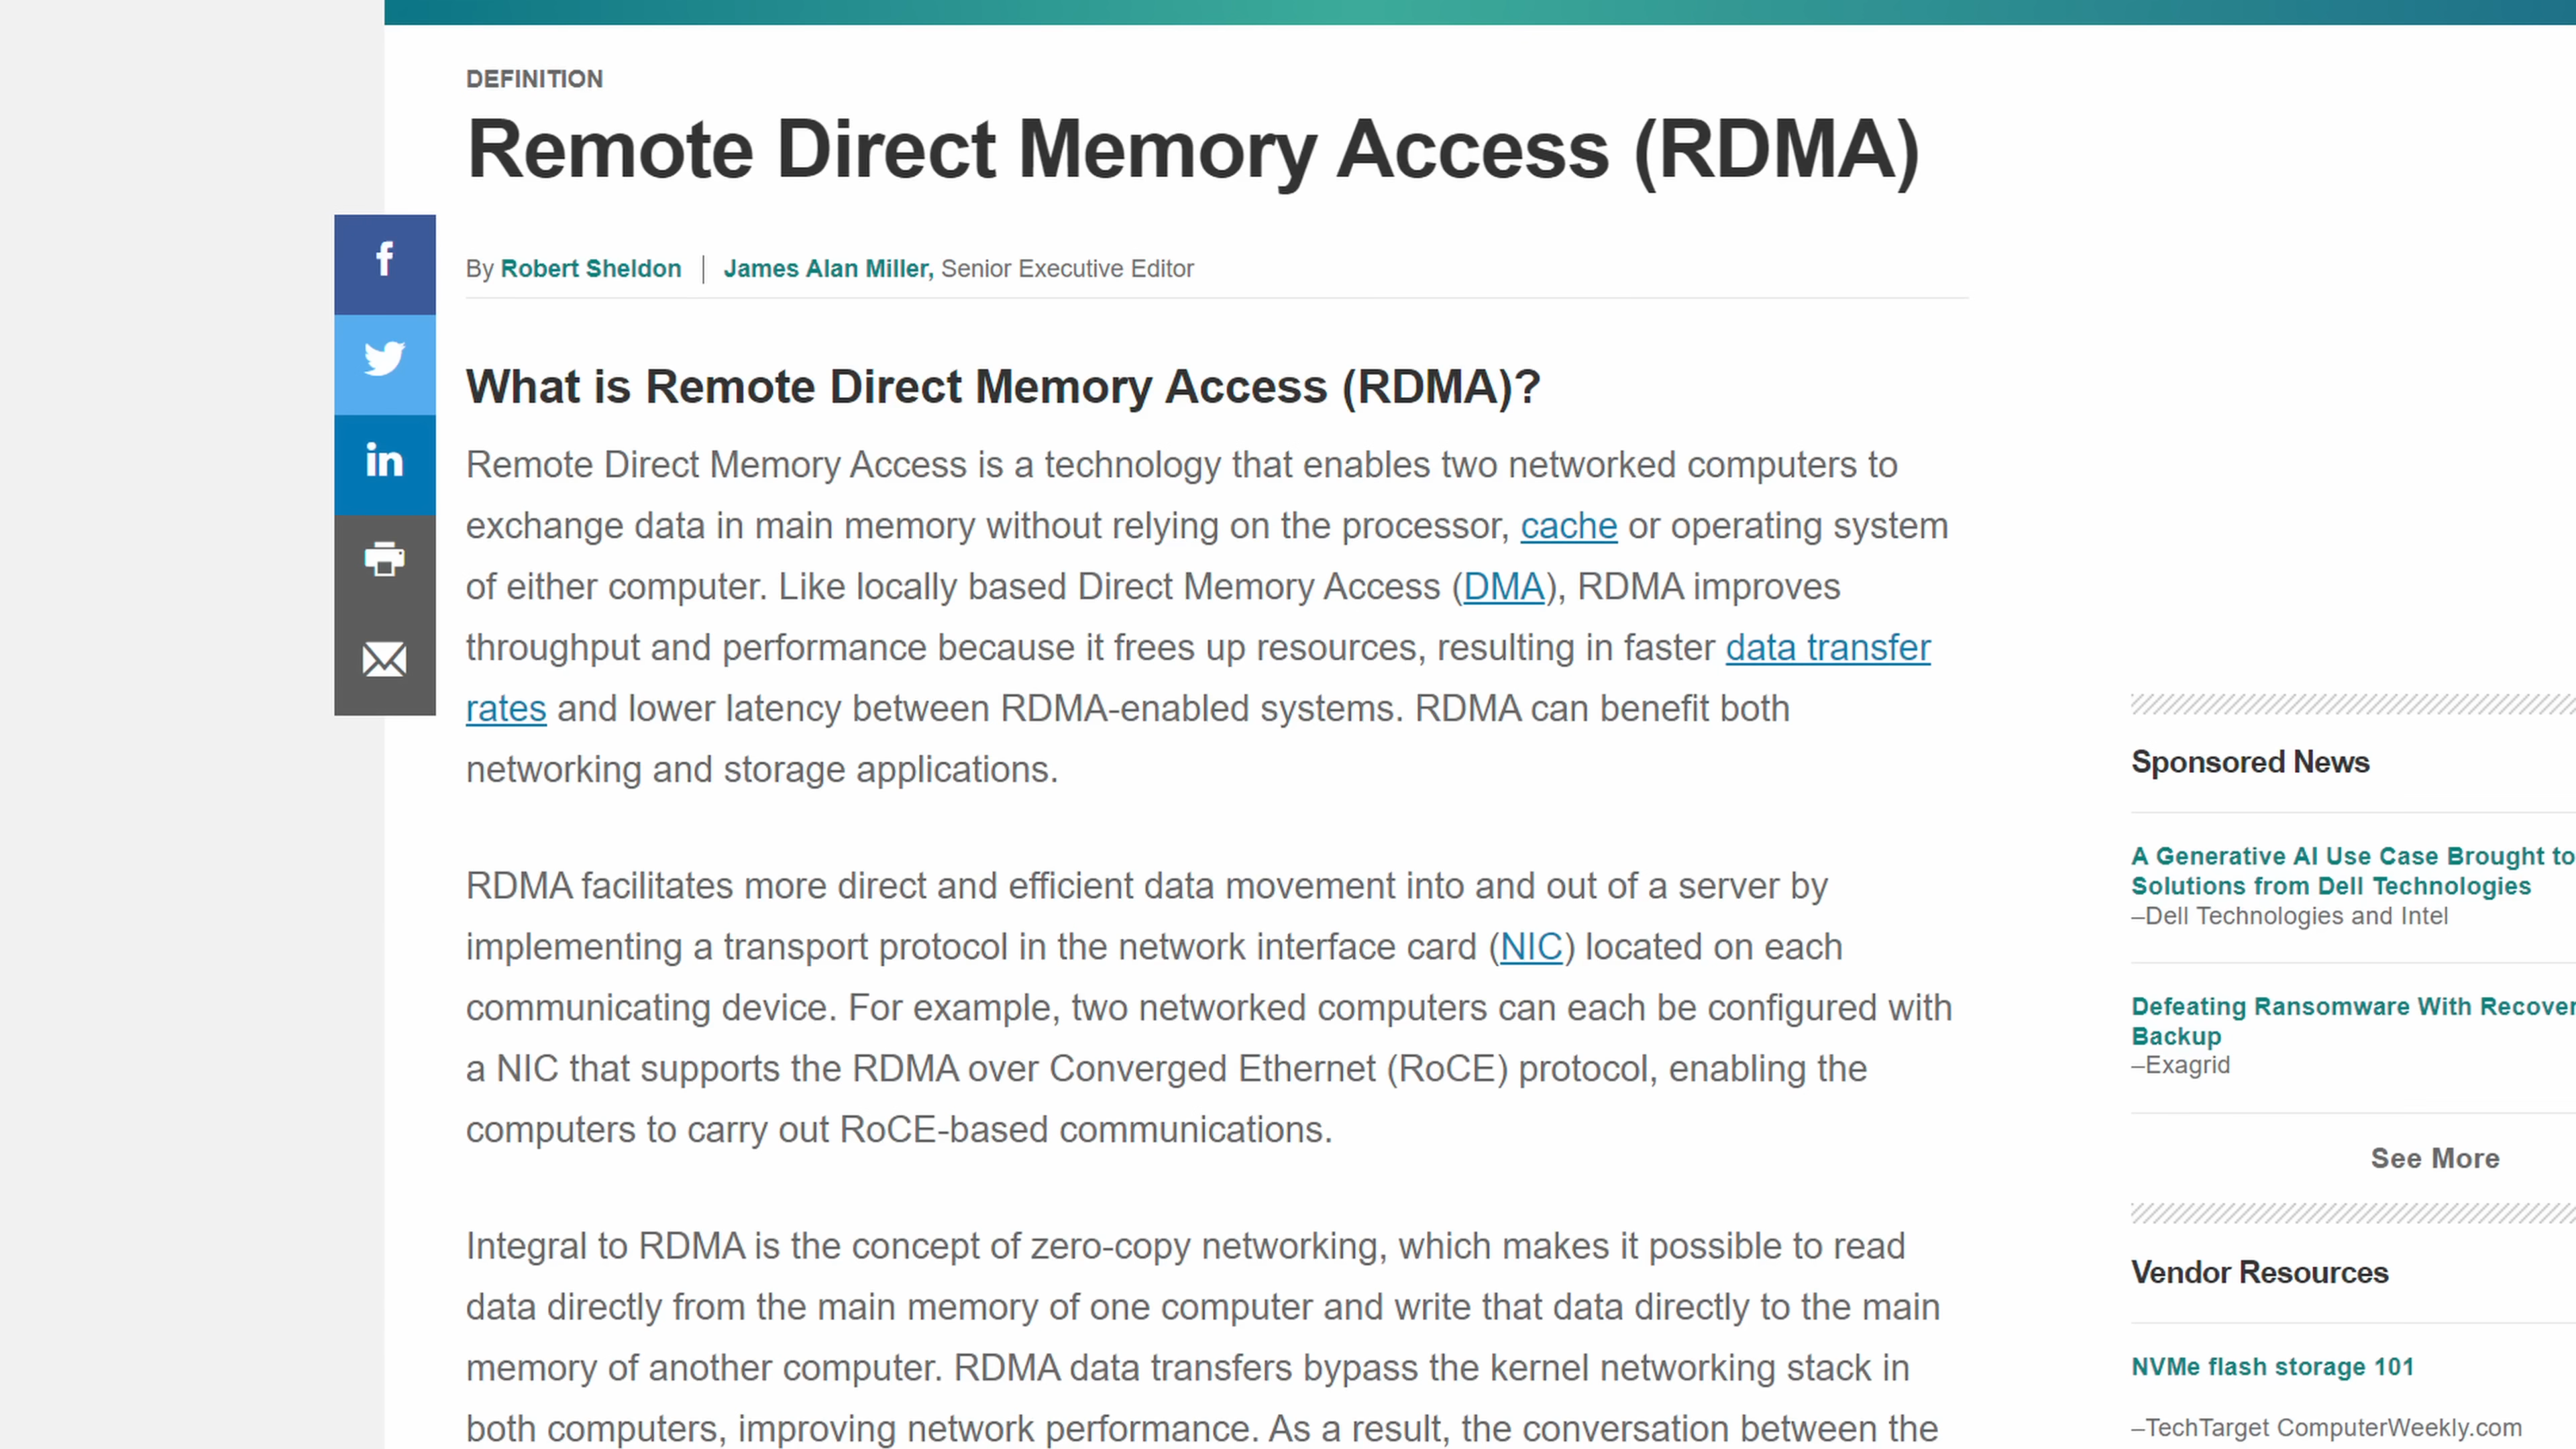 DEFINITION
Remote Direct Memory Access (RDMA)
By Robert Sheldon | James Alan Miller, Senior Executive Editor
What is Remote Direct Memory Access (RDMA)?
Remote Direct Memory Access is a technology that enables two networked computers to
exchange data in main memory without relying on the processor, cache or operating system
of either computer. Like locally based Direct Memory Access (DMA), RDMA improves
throughput and performance because it frees up resources, resulting in faster data transfer
rates and lower latency between RDMA-enabled systems. RDMA can benefit both
networking and storage applications.
RDMA facilitates more direct and efficient data movement into and out of a server by
implementing a transport protocol in the network interface card (NIC) located on each
communicating device. For example, two networked computers can each be configured with
a NIC that supports the RDMA over Converged Ethernet (RoCE) protocol, enabling the
computers to carry out RoCE-based communications.
Integral to RDMA is the concept of zero-copy networking, which makes it possible to read
data directly from the main memory of one computer and write that data directly to the main
memory of another computer. RDMA data transfers bypass the kernel networking stack in
both computers, improving network performance. As a result, the conversation between the
f
in
Sponsored News
A Generative AI Use Case Brought to
Solutions from Dell Technologies
–Dell Technologies and Intel
Defeating Ransomware With Recover
Backup
–Exagrid
See More
Vendor Resources
NVMe flash storage 101
–TechTarget ComputerWeekly.com